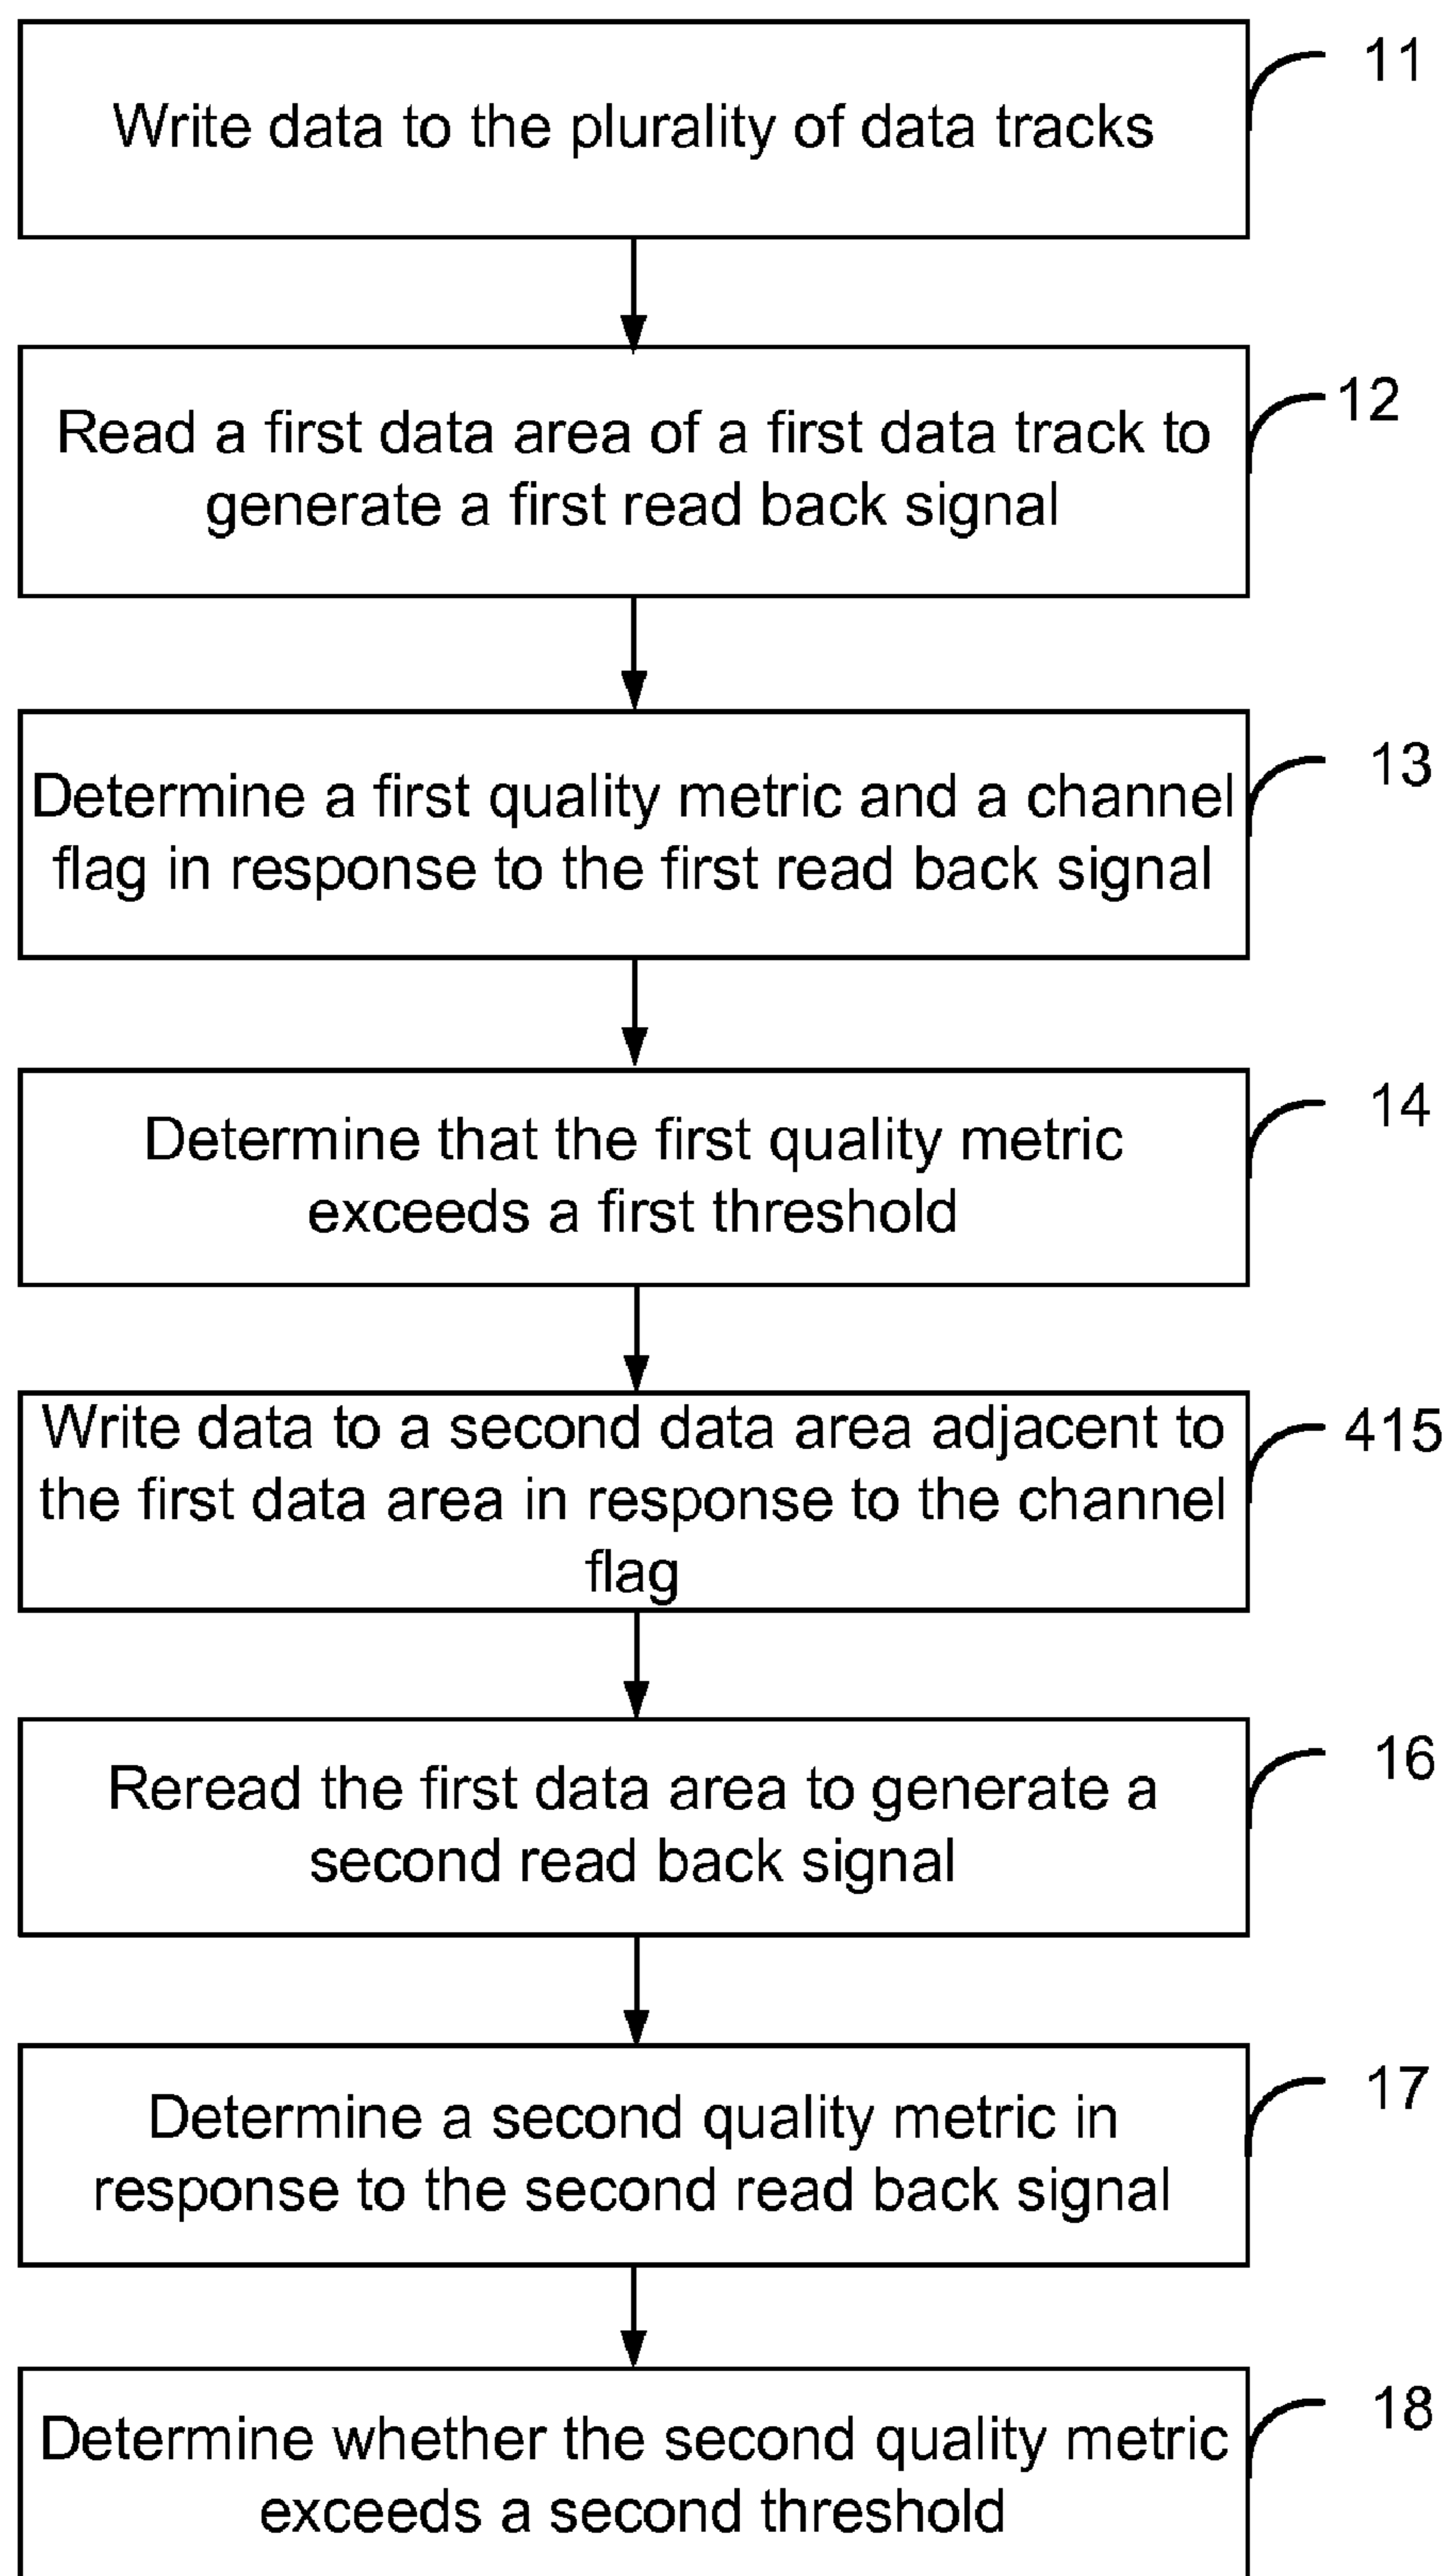 Write data to the plurality of data tracks
11
Read a first data area of a first data track to
generate a first read back signal
12
Determine a first quality metric and a channel
flag in response to the first read back signal
13
Determine that the first quality metric
exceeds a first threshold
14
Write data to a second data area adjacent to
the first data area in response to the channel
flag
415
Reread the first data area to generate a
second read back signal
16
Determine a second quality metric in
response to the second read back signal
17
Determine whether the second quality metric
exceeds a second threshold
18